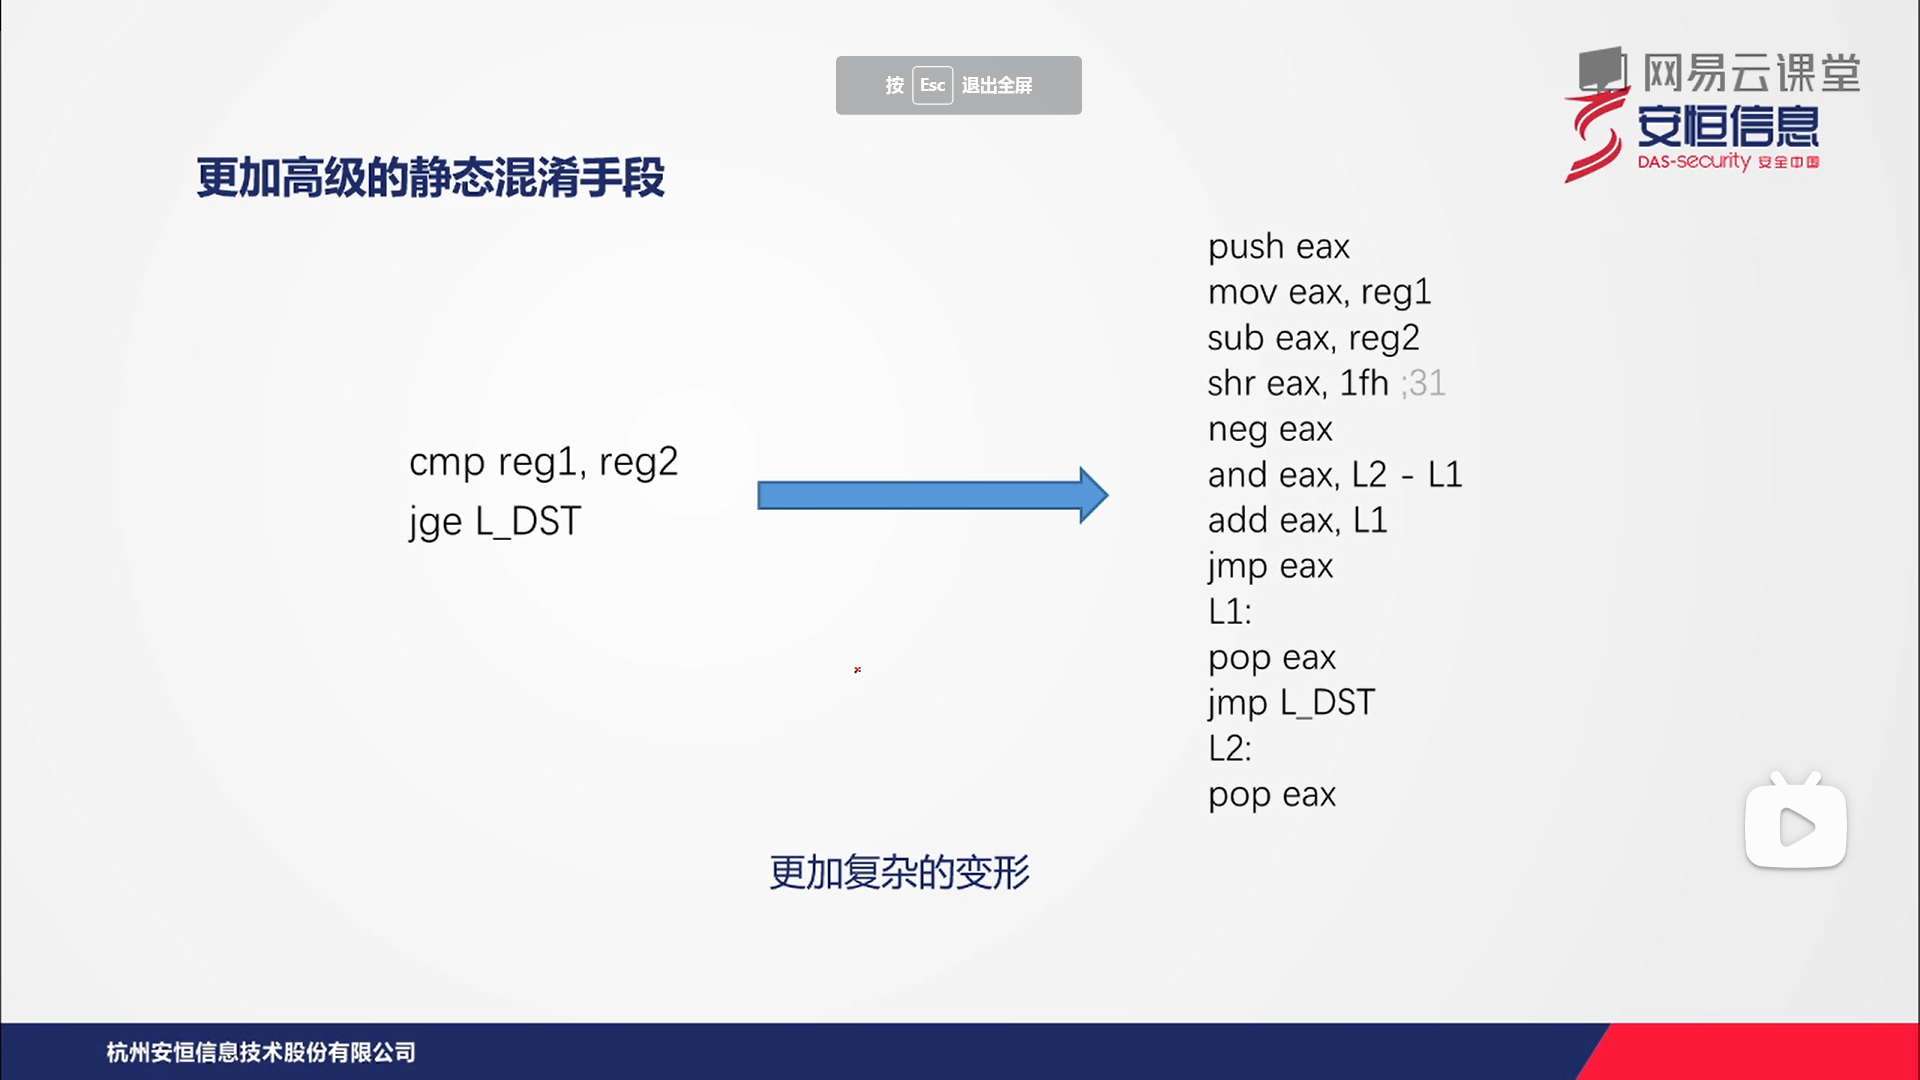 按 Esc 退出全屏
网易云课堂
安恒信息
DAS-security 安全中国
更加高级的静态混淆手段
cmp reg1, reg2
jge L_DST
push eax
mov eax, reg1
sub eax, reg2
shr eax, 1fh ;31
neg eax
and eax, L2 - L1
add eax, L1
jmp eax
L1:
pop eax
jmp L_DST
L2:
pop eax
更加复杂的变形
杭州安恒信息技术股份有限公司